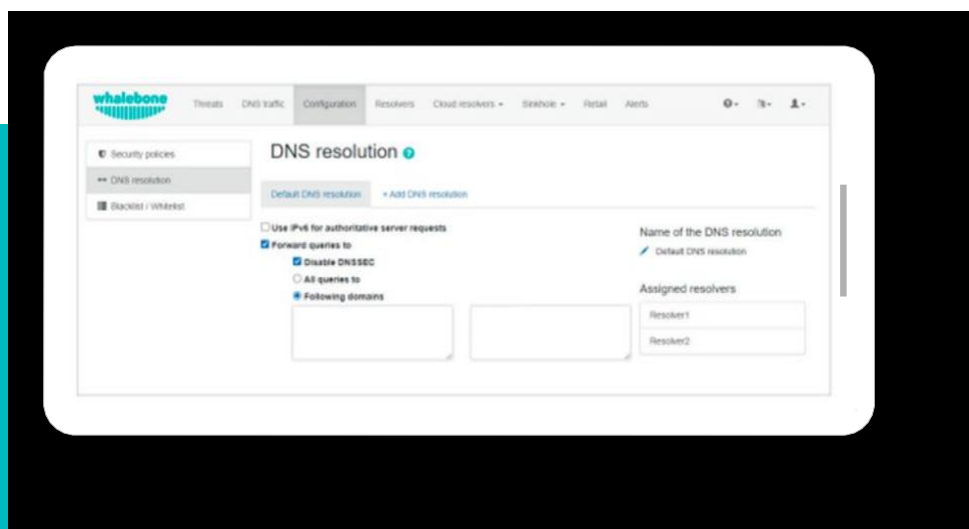 whalebone
Threats DNS traffic Configuration Resolvers Cloud resolvers Sinkhole Retail Alerts
Security policies
DNS resolution
Blacklist / Whitelist
DNS resolution
Default DNS resolution + Add DNS resolution
Use IPv6 for authoritative server requests
Forward queries to
Disable DNSSEC
All queries to
Following domains
Name of the DNS resolution
Default DNS resolution
Assigned resolvers
Resolver1
Resolver2